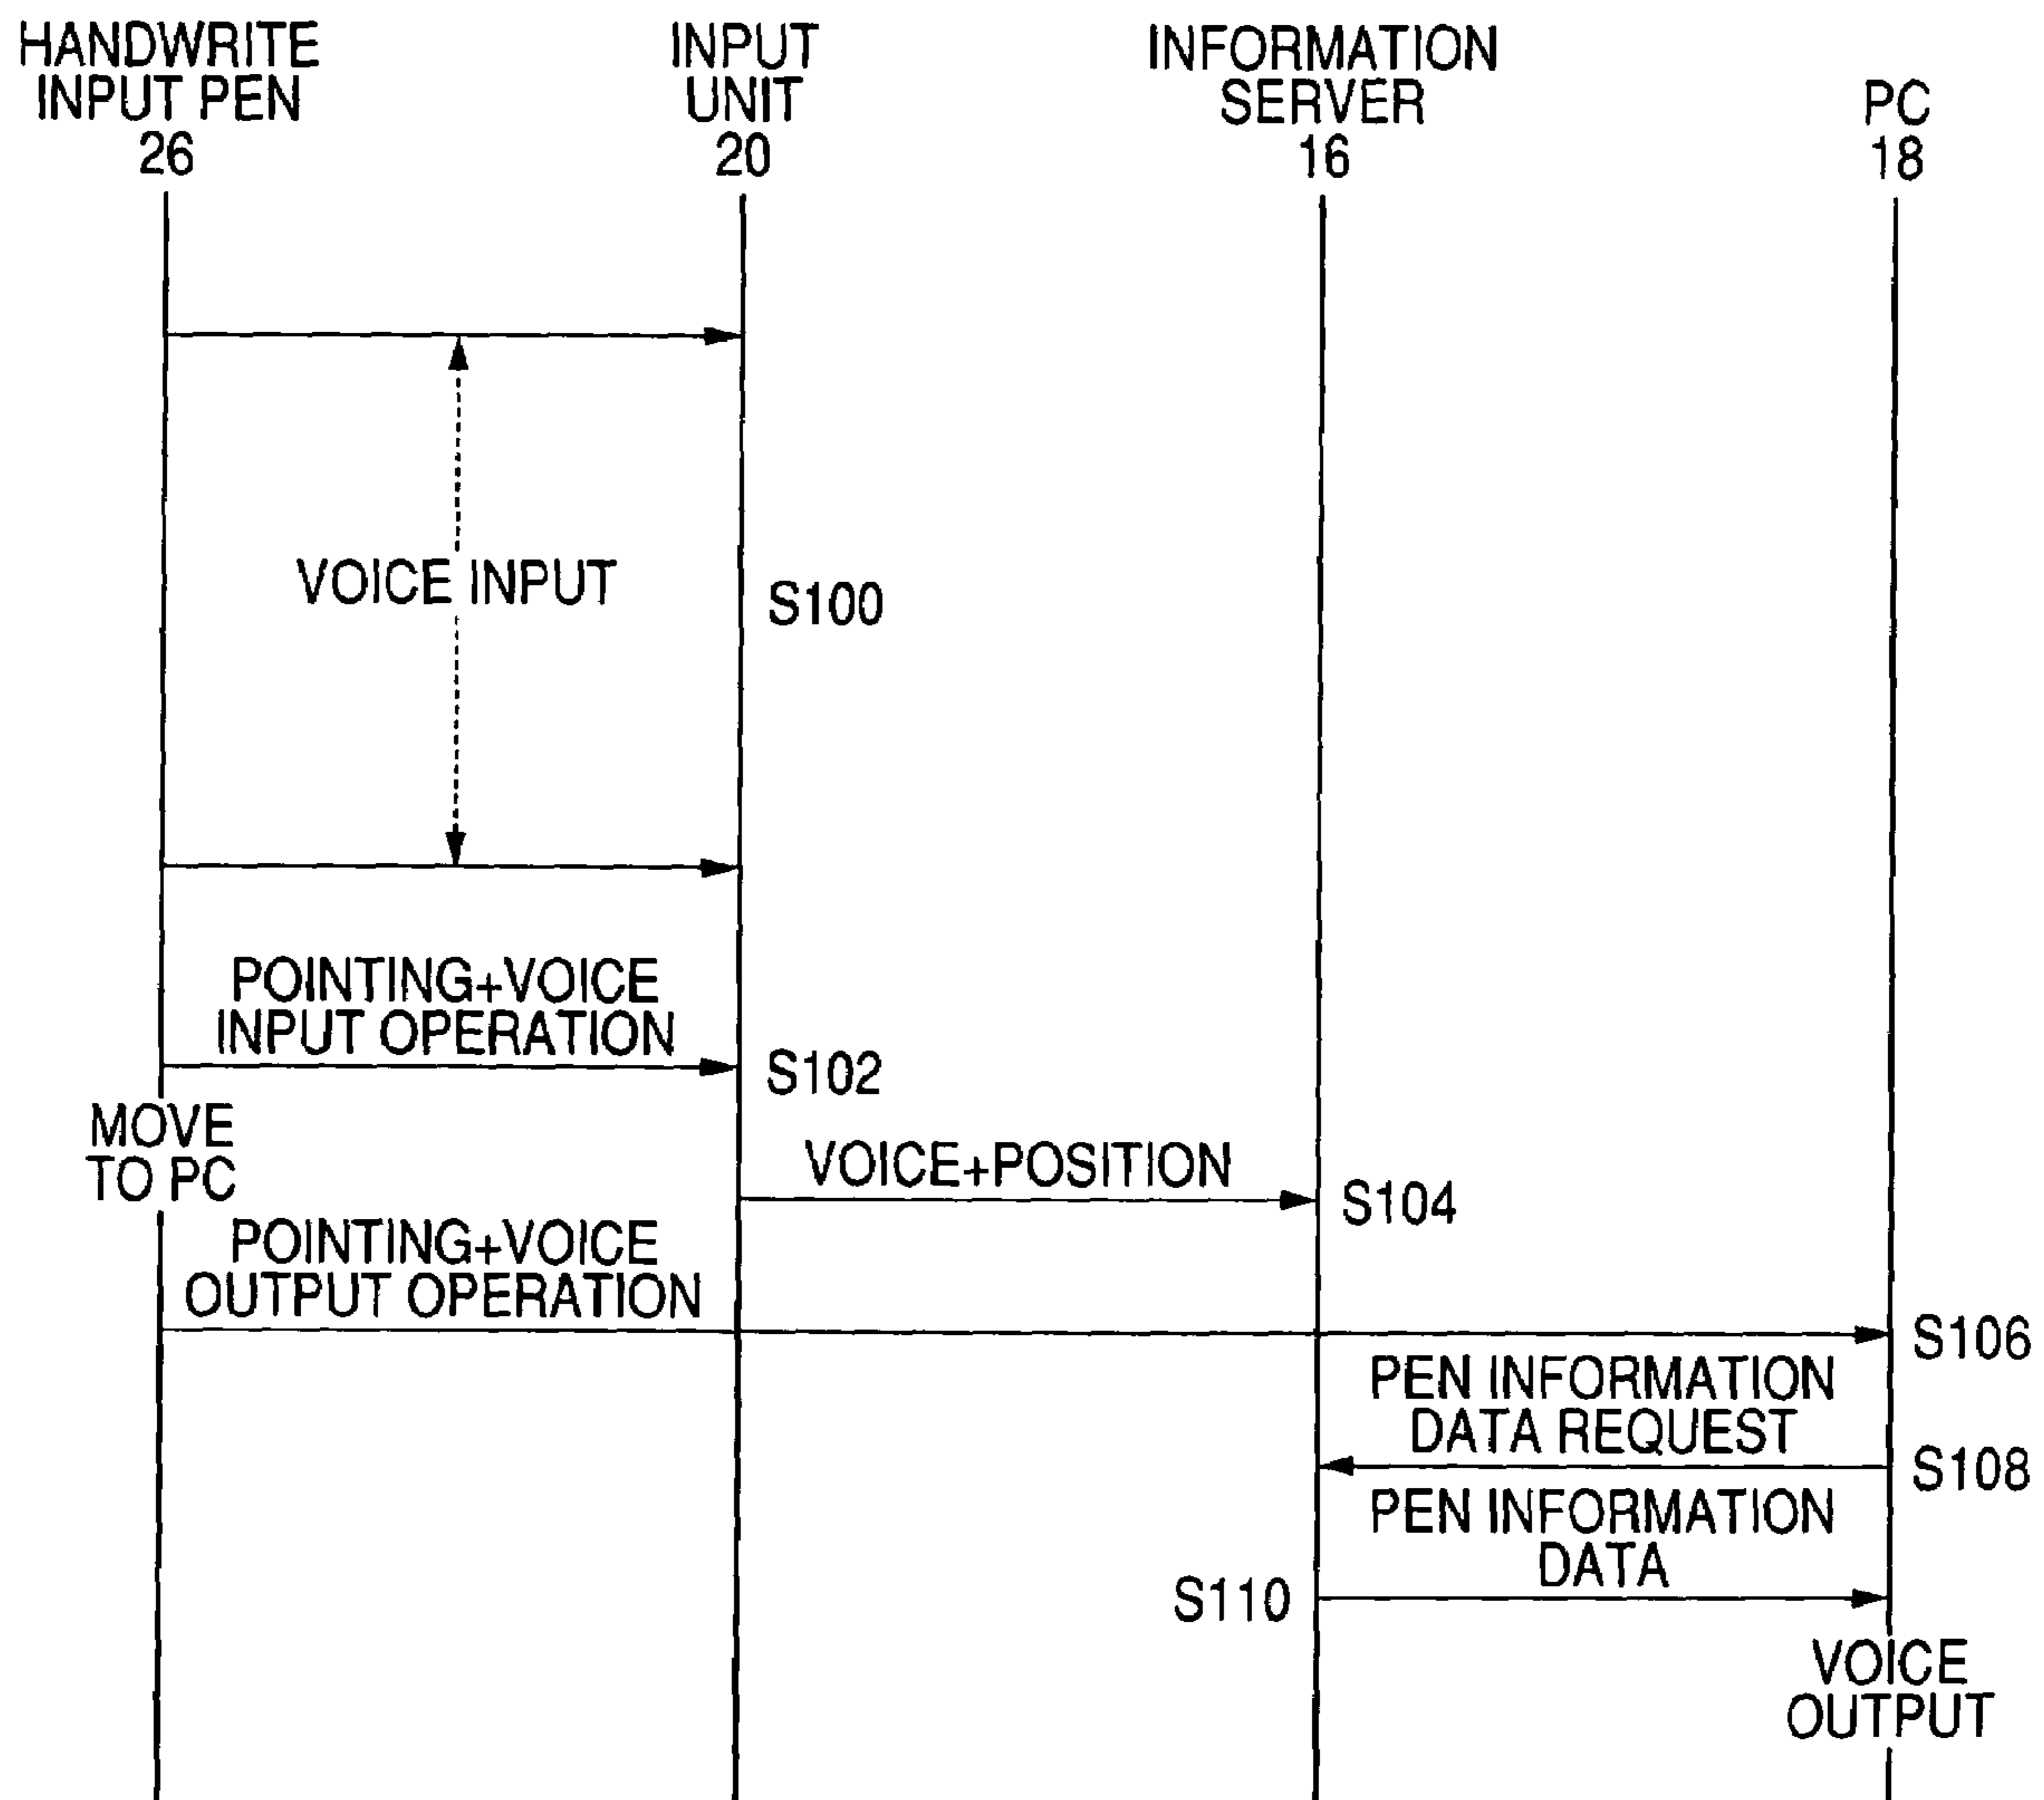 HANDWRITE
INPUT PEN
26
INPUT
UNIT
20
INFORMATION
SERVER
16
PC
18
VOICE INPUT
S100
POINTING+VOICE
INPUT OPERATION
S102
MOVE
TO PC
VOICE+POSITION
S104
POINTING+VOICE
OUTPUT OPERATION
S106
PEN INFORMATION
DATA REQUEST
S108
PEN INFORMATION
DATA
S110
VOICE
OUTPUT